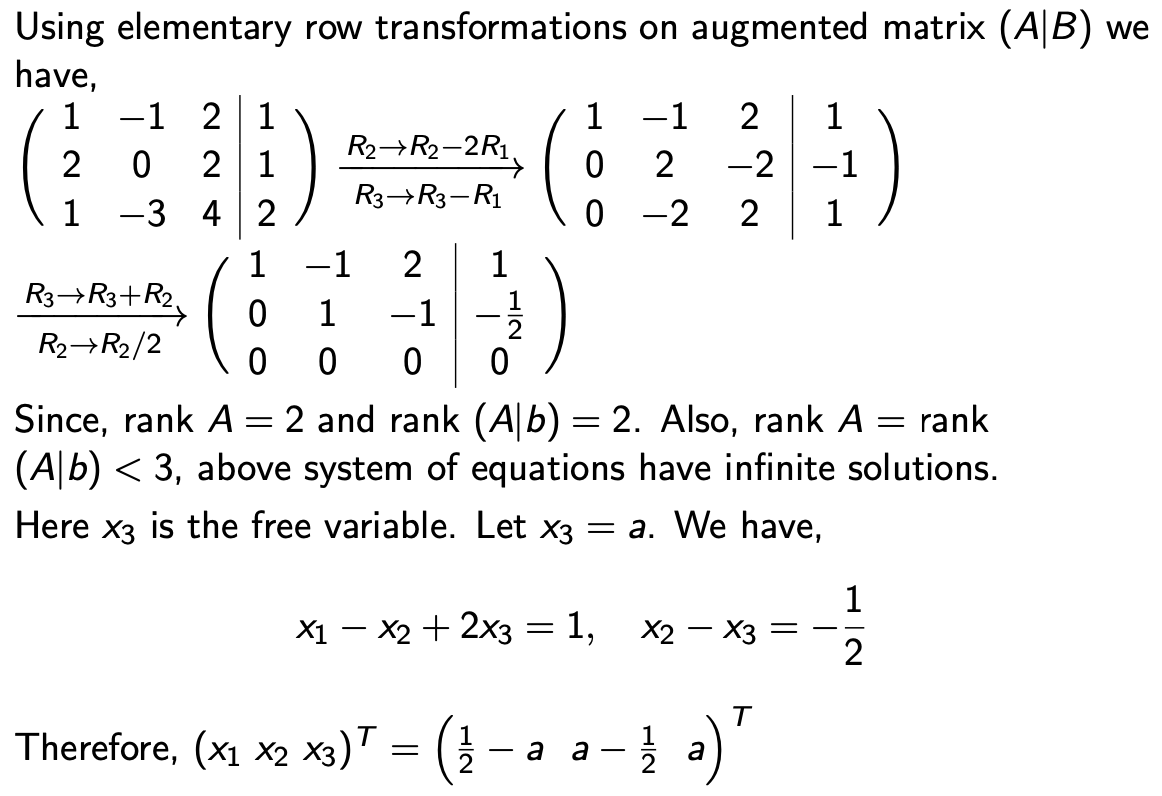 Using elementary row transformations on augmented matrix (A|B) we
have,
$\left(\begin{array}{ccc|c} 1 & -1 & 2 & 1 \\ 2 & 0 & 2 & 1 \\ 1 & -3 & 4 & 2 \end{array}\right) \xrightarrow[R_3 \to R_3 - R_1]{R_2 \to R_2 - 2R_1} \left(\begin{array}{ccc|c} 1 & -1 & 2 & 1 \\ 0 & 2 & -2 & -1 \\ 0 & -2 & 2 & 1 \end{array}\right)$
$\xrightarrow[R_2 \to R_2/2]{R_3 \to R_3 + R_2} \left(\begin{array}{ccc|c} 1 & -1 & 2 & 1 \\ 0 & 1 & -1 & -\frac{1}{2} \\ 0 & 0 & 0 & 0 \end{array}\right)$
Since, rank $A = 2$ and rank $(A|b) = 2$. Also, rank $A =$ rank
$(A|b) < 3$, above system of equations have infinite solutions.
Here $x_3$ is the free variable. Let $x_3 = a$. We have,
$x_1 - x_2 + 2x_3 = 1, \quad x_2 - x_3 = -\frac{1}{2}$
Therefore, $(x_1 \; x_2 \; x_3)^T = \left(\frac{1}{2} - a \;\; a - \frac{1}{2} \;\; a\right)^T$